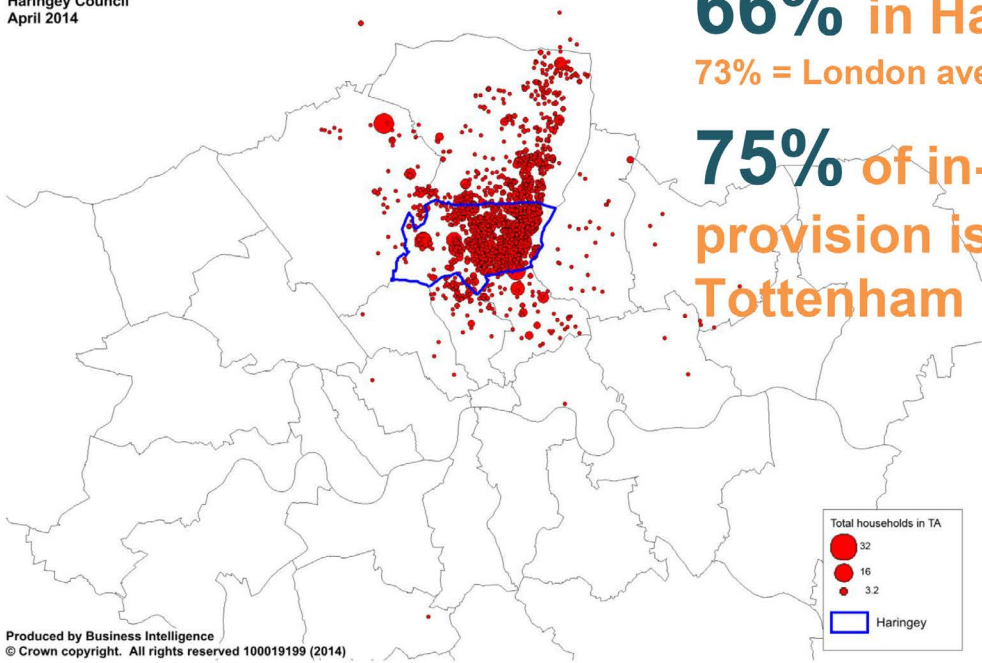 Haringey Council
April 2014
66% in Ha
73% = London ave
75% of in-
provision is
Tottenham
Total households in TA
32
16
3.2
Haringey
Produced by Business Intelligence
© Crown copyright. All rights reserved 100019199 (2014)